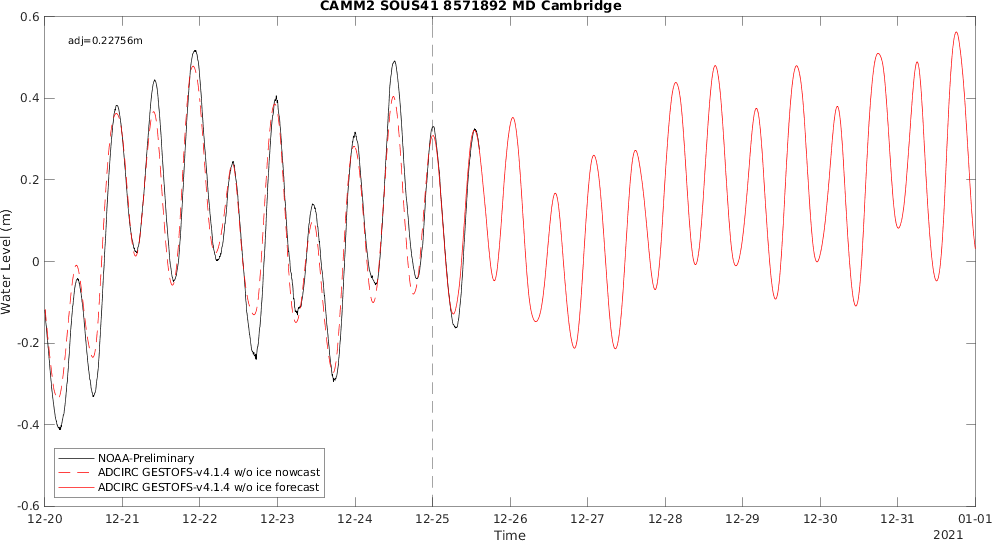 CAMM2 SOUS41 8571892 MD Cambridge
adj=0.22756m
0.6
0.4
0.2
0
-0.2
-0.4
-0.6
Water Level (m)
NOAA-Preliminary
ADCIRC GESTOFS-v4.1.4 w/o ice nowcast
ADCIRC GESTOFS-v4.1.4 w/o ice forecast
12-20 12-21 12-22 12-23 12-24 12-25 12-26 12-27 12-28 12-29 12-30 12-31 01-01
Time
2021